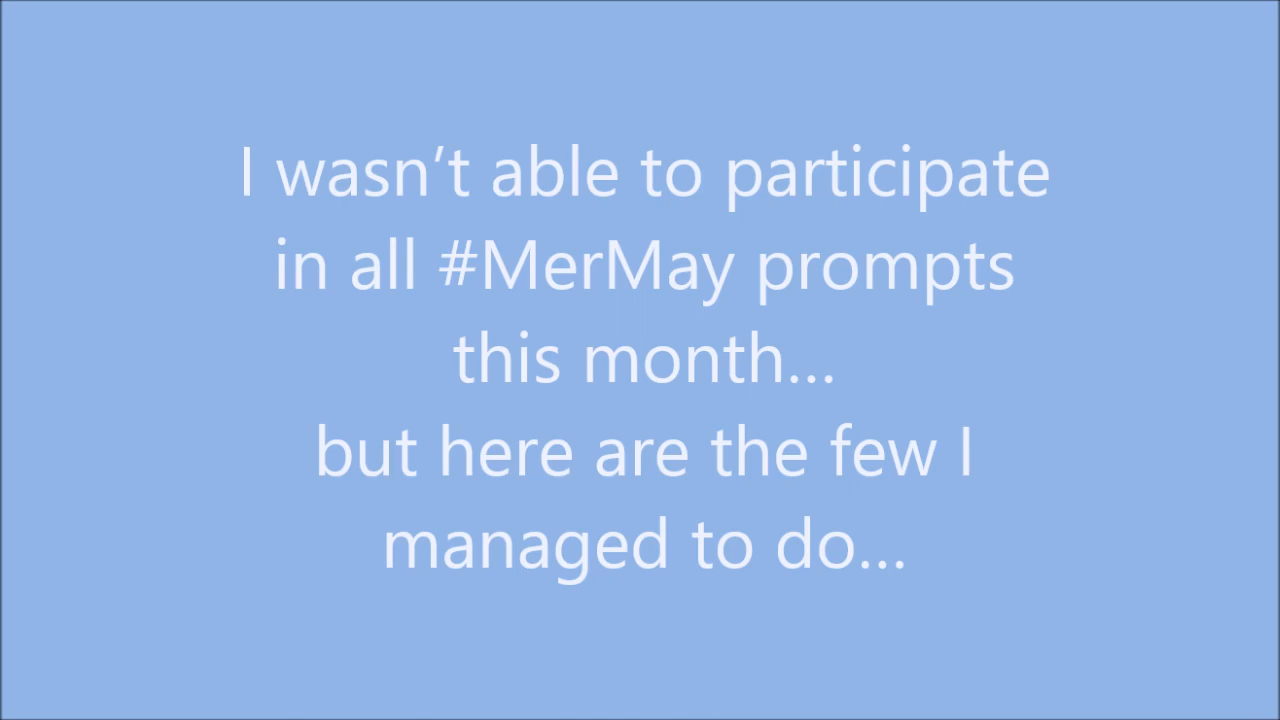 I wasn’t able to participate
in all #MerMay prompts
this month...
but here are the few I
managed to do...